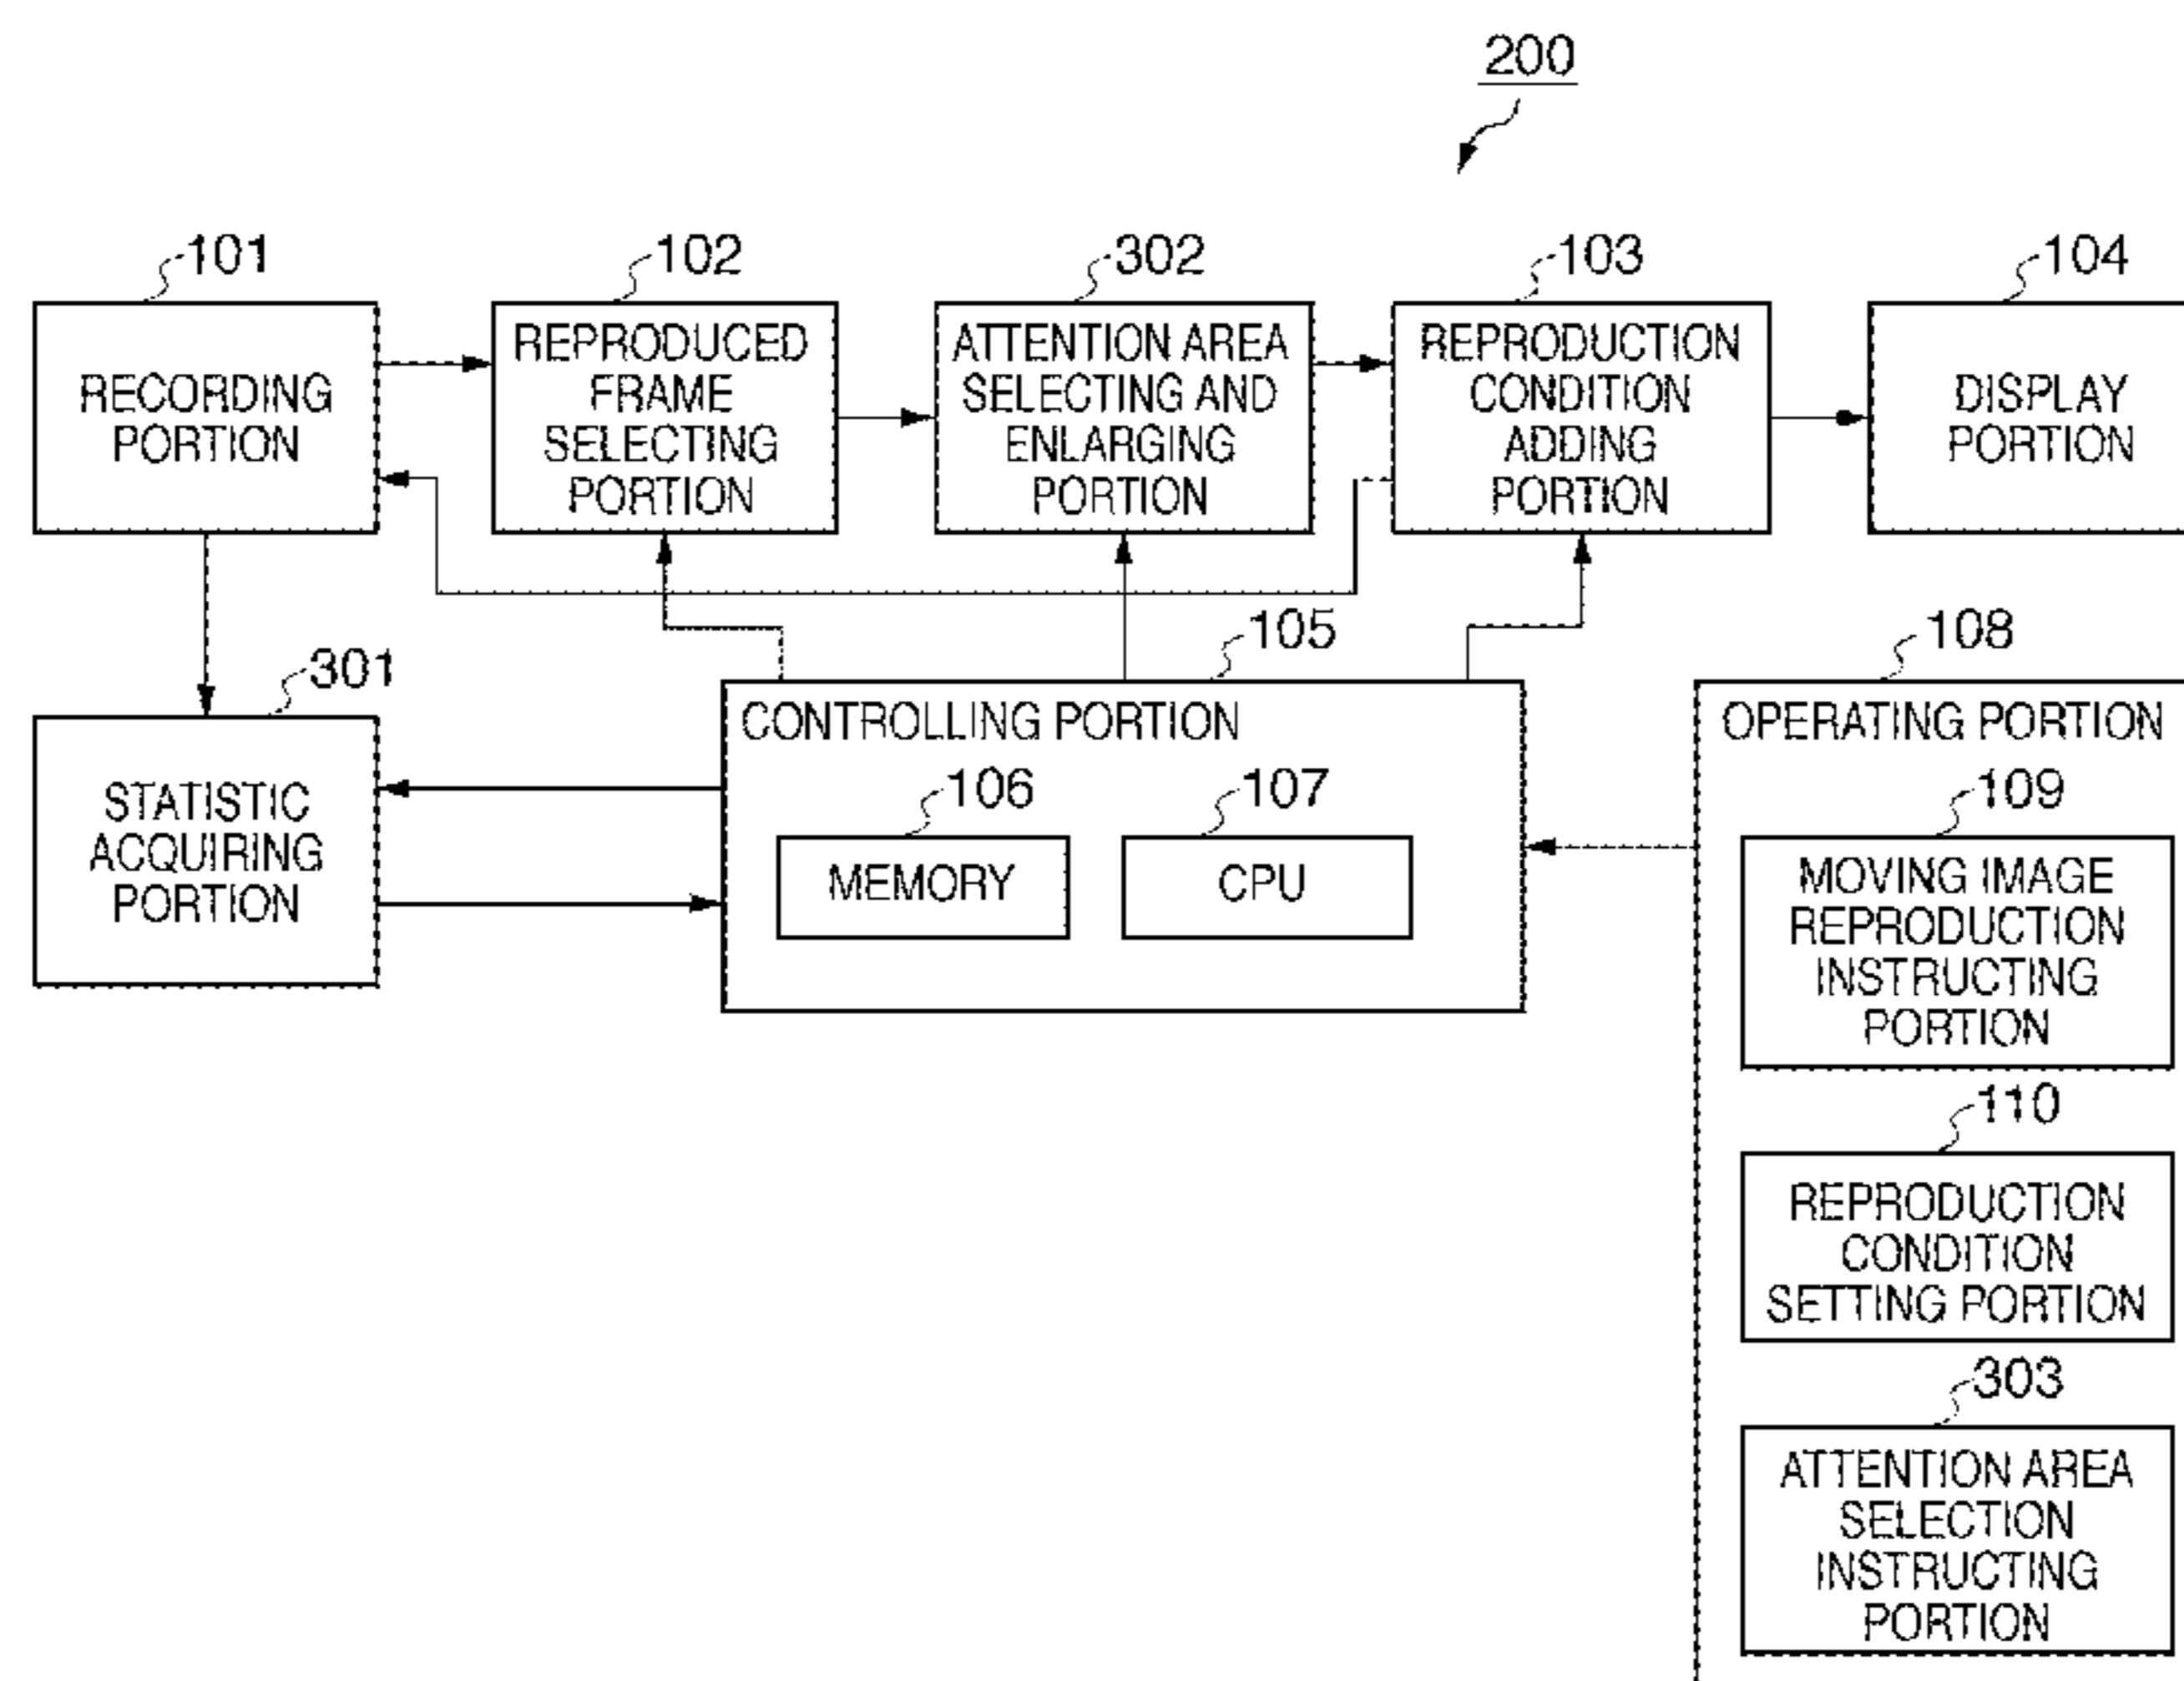 200
101
102
302
103
104
RECORDING
PORTION
REPRODUCED
FRAME
SELECTING
PORTION
ATTENTION AREA
SELECTING AND
ENLARGING
PORTION
REPRODUCTION
CONDITION
ADDING
PORTION
DISPLAY
PORTION
301
105
108
STATISTIC
ACQUIRING
PORTION
CONTROLLING PORTION
106
107
MEMORY
CPU
OPERATING PORTION
109
MOVING IMAGE
REPRODUCTION
INSTRUCTING
PORTION
110
REPRODUCTION
CONDITION
SETTING PORTION
303
ATTENTION AREA
SELECTION
INSTRUCTING
PORTION